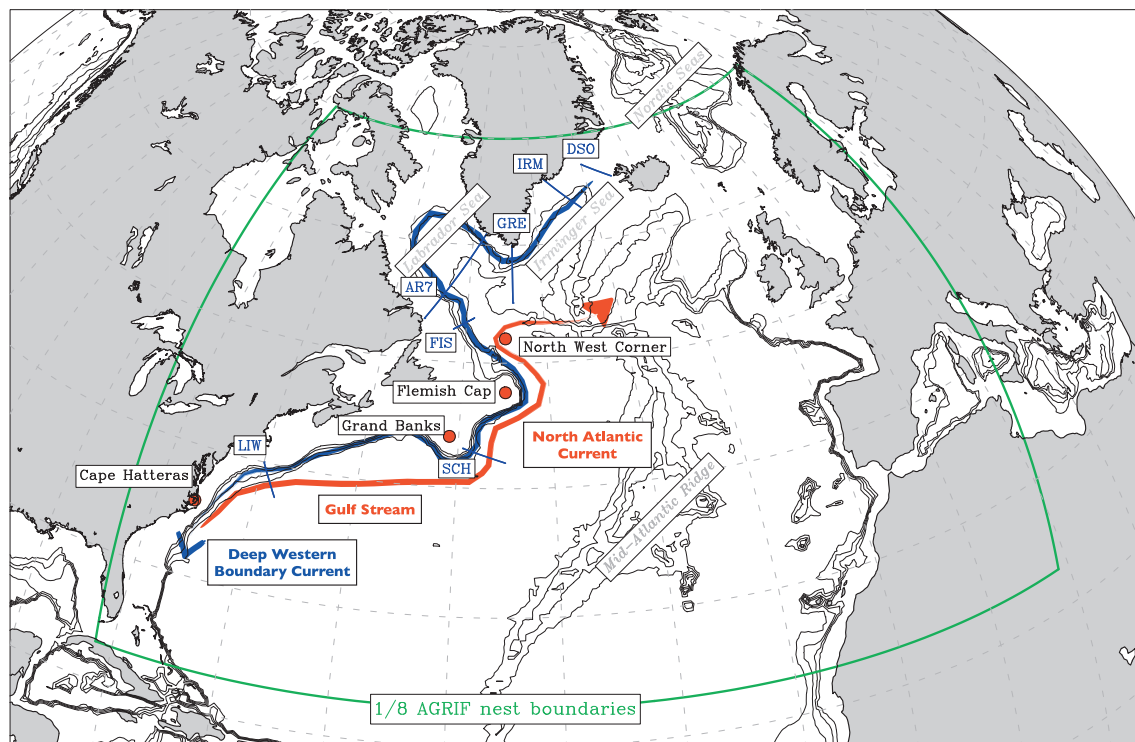 Nordic Seas
DSO
IRM
GRE
Labrador Sea
Irminger Sea
AR7
FIS
North West Corner
Flemish Cap
Grand Banks
North Atlantic
Current
LIW
SCH
Cape Hatteras
Gulf Stream
Mid-Atlantic Ridge
Deep Western
Boundary Current
1/8 AGRIF nest boundaries